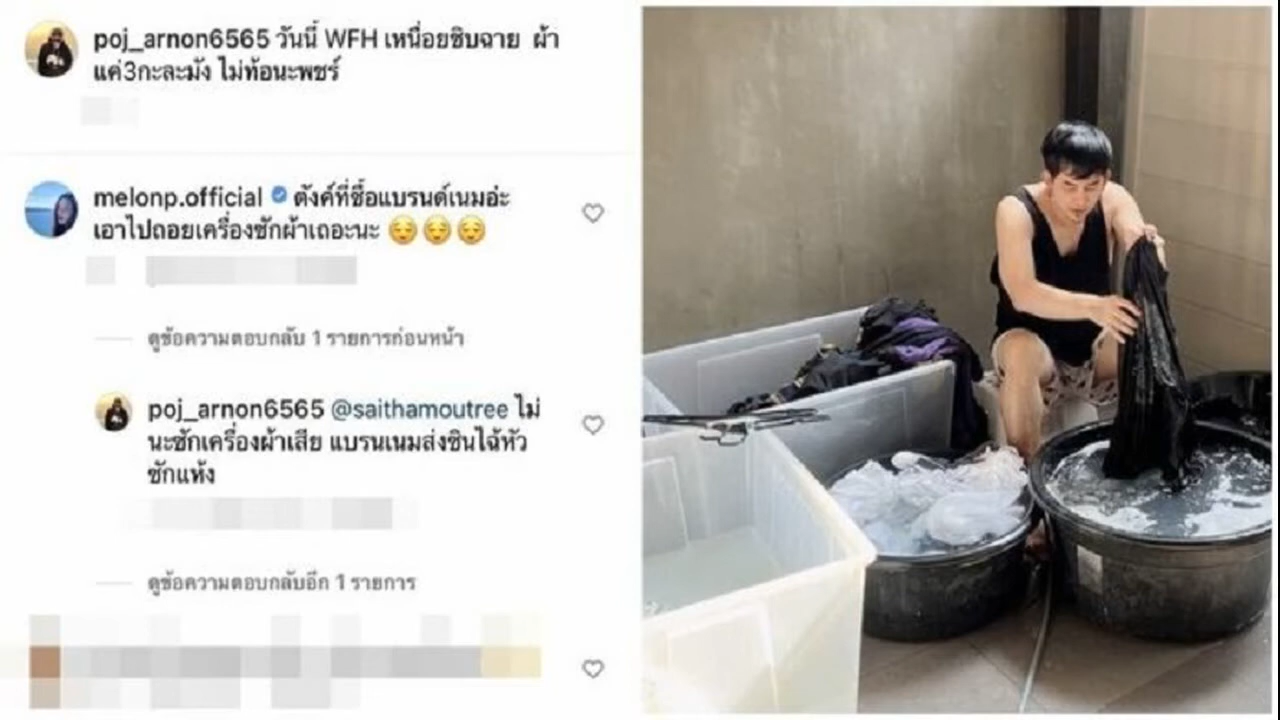 poj_arnon6565 วันนี้ WFH เหนื่อยชิบฉาย ผ้า
แค่3กะละมัง ไม่ท้อนะพชร์
melonp.official ตังค์ที่ซื้อแบรนด์เนมอ่ะ
เอาไปถอยเครื่องซักผ้าเถอะนะ 😌😌😌
ดูข้อความตอบกลับ 1 รายการก่อนหน้า
poj_arnon6565 @saithamoutree ไม่
นะซักเครื่องผ้าเสีย แบรนเนมส่งซินไฉ้หัว
ซักแห้ง
ดูข้อความตอบกลับอีก 1 รายการ